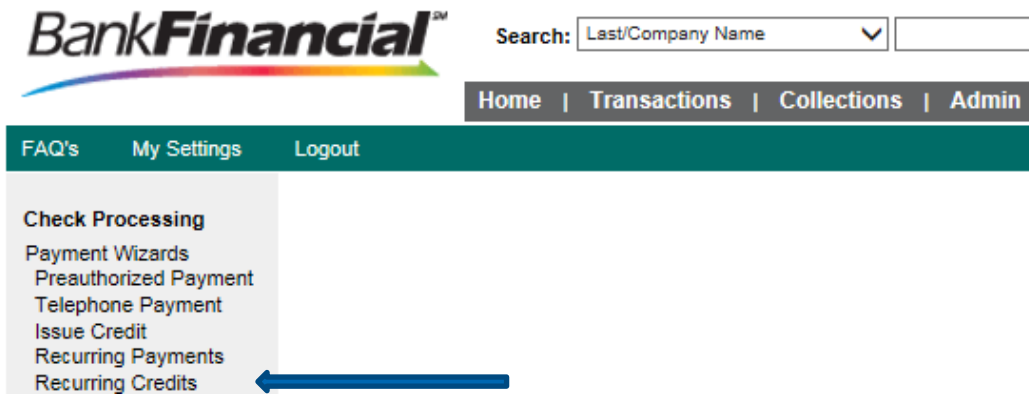 BankFinancial℠
Search: Last/Company Name
Home | Transactions | Collections | Admin
FAQ's My Settings Logout
Check Processing
Payment Wizards
Preauthorized Payment
Telephone Payment
Issue Credit
Recurring Payments
Recurring Credits